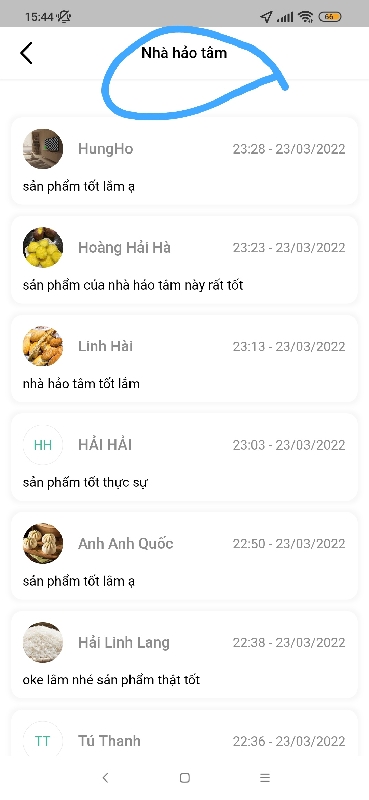 15:44
66
Nhà hảo tâm
HungHo 23:28 - 23/03/2022
sản phẩm tốt lắm ạ
Hoàng Hải Hà 23:23 - 23/03/2022
sản phẩm của nhà hảo tâm này rất tốt
Linh Hài 23:13 - 23/03/2022
nhà hảo tâm tốt lắm
HH HẢI HẢI 23:03 - 23/03/2022
sản phẩm tốt thực sự
Anh Anh Quốc 22:50 - 23/03/2022
sản phẩm tốt lắm ạ
Hải Linh Lang 22:38 - 23/03/2022
oke lắm nhé sản phẩm thật tốt
TT Tú Thanh 22:36 - 23/03/2022